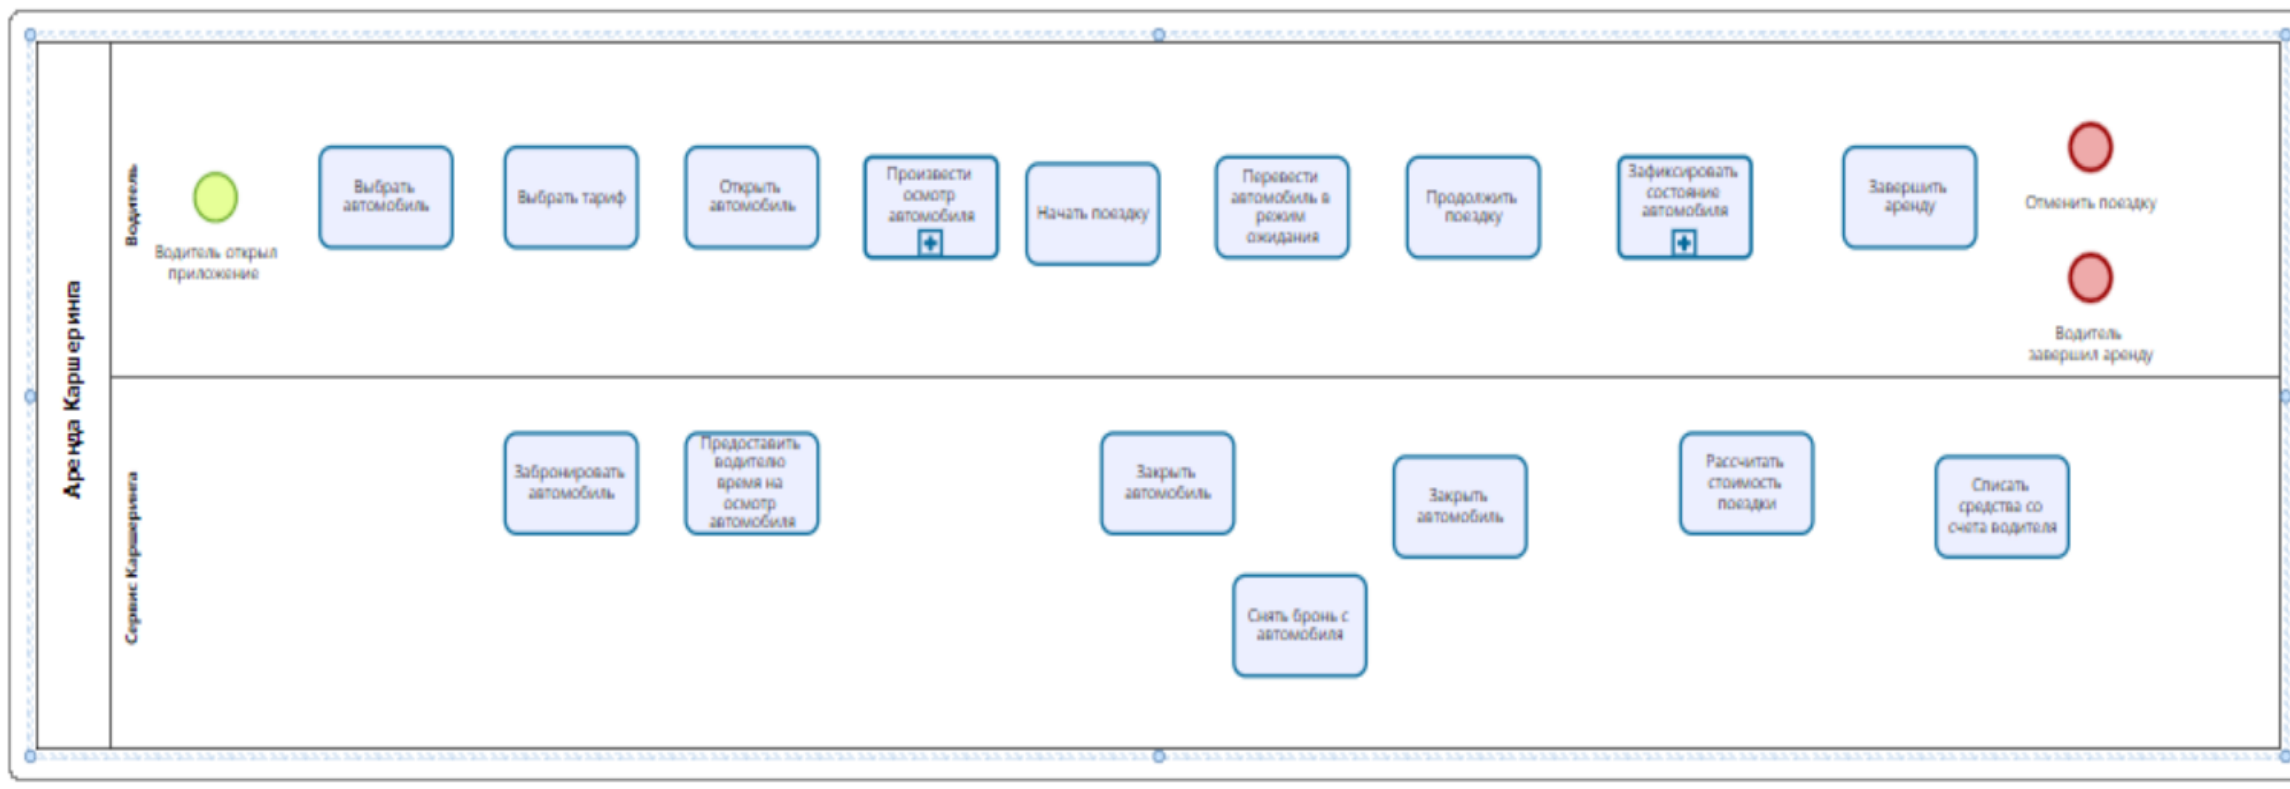 Аренда Каршеринга
Водитель
Водитель открыл
приложение
Выбрать
автомобиль
Выбрать тариф
Открыть
автомобиль
Произвести
осмотр
автомобиля
Начать поездку
Перевести
автомобиль в
режим
ожидания
Продолжить
поездку
Зафиксировать
состояние
автомобиля
Завершить
аренду
Отменить поездку
Водитель
завершил аренду
Сервис Каршеринга
Забронировать
автомобиль
Предоставить
водителю
время на
осмотр
автомобиля
Закрыть
автомобиль
Снять бронь с
автомобиля
Закрыть
автомобиль
Рассчитать
стоимость
поездки
Списать
средства со
счета водителя